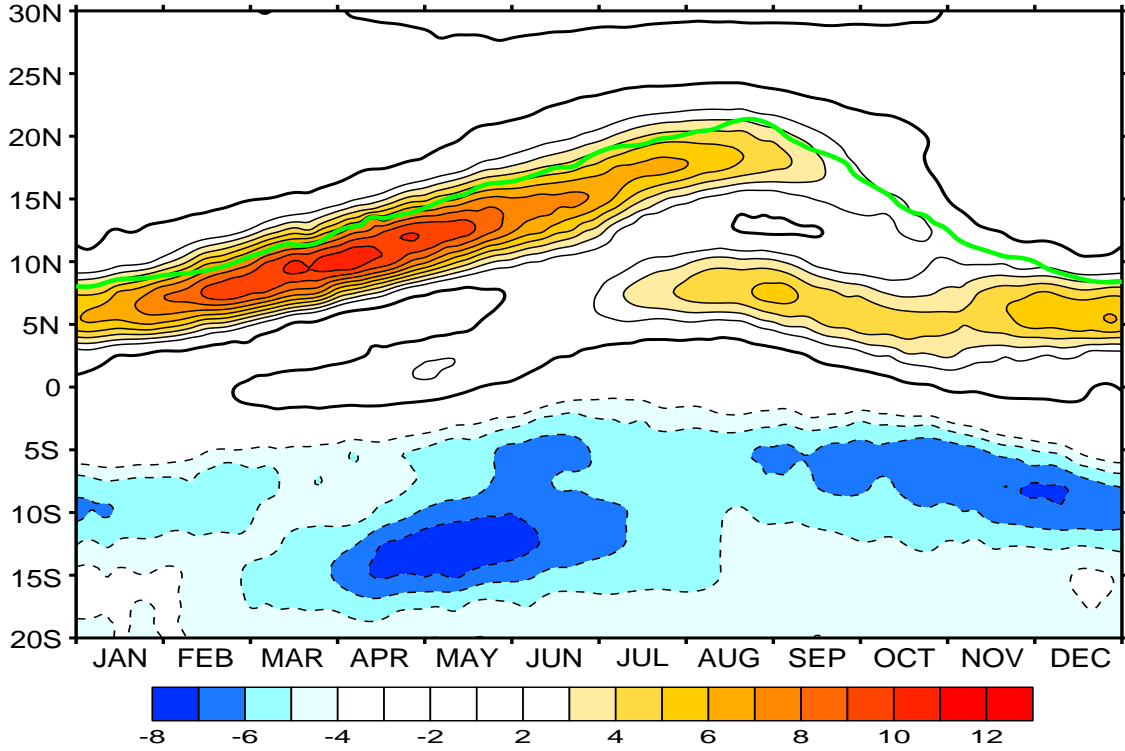 30N
25N
20N
15N
10N
5N
0
5S
10S
15S
20S
JAN FEB MAR APR MAY JUN JUL AUG SEP OCT NOV DEC
-8 -6 -4 -2 2 4 6 8 10 12